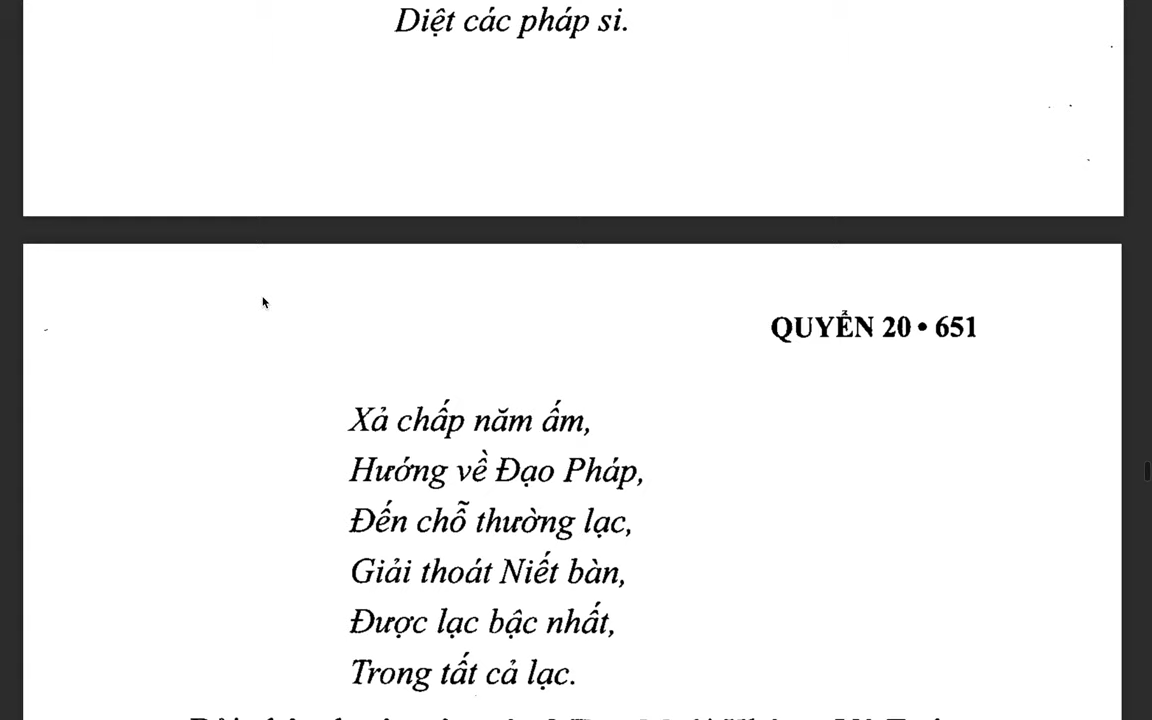 Diệt các pháp si.
QUYỂN 20 • 651
Xả chấp năm ấm,
Hướng về Đạo Pháp,
Đến chỗ thường lạc,
Giải thoát Niết bàn,
Được lạc bậc nhất,
Trong tất cả lạc.